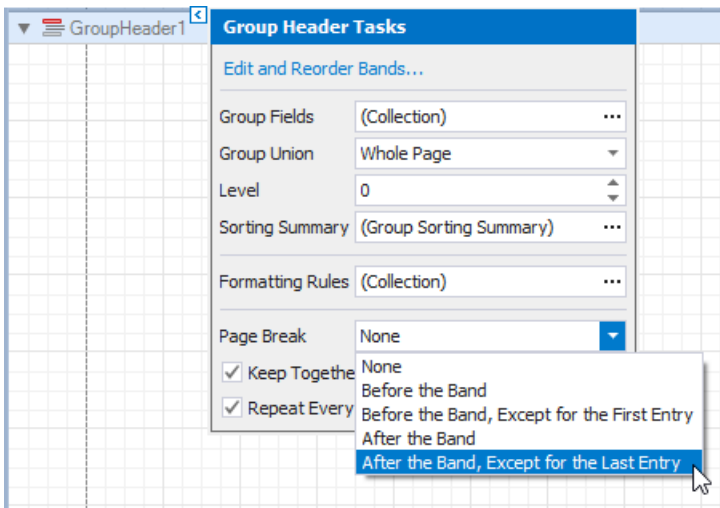 GroupHeader1
Group Header Tasks
Edit and Reorder Bands...
Group Fields (Collection) ...
Group Union Whole Page
Level 0
Sorting Summary (Group Sorting Summary) ...
Formatting Rules (Collection) ...
Page Break None
Keep Togethe
None
Before the Band
Repeat Every
Before the Band, Except for the First Entry
After the Band
After the Band, Except for the Last Entry